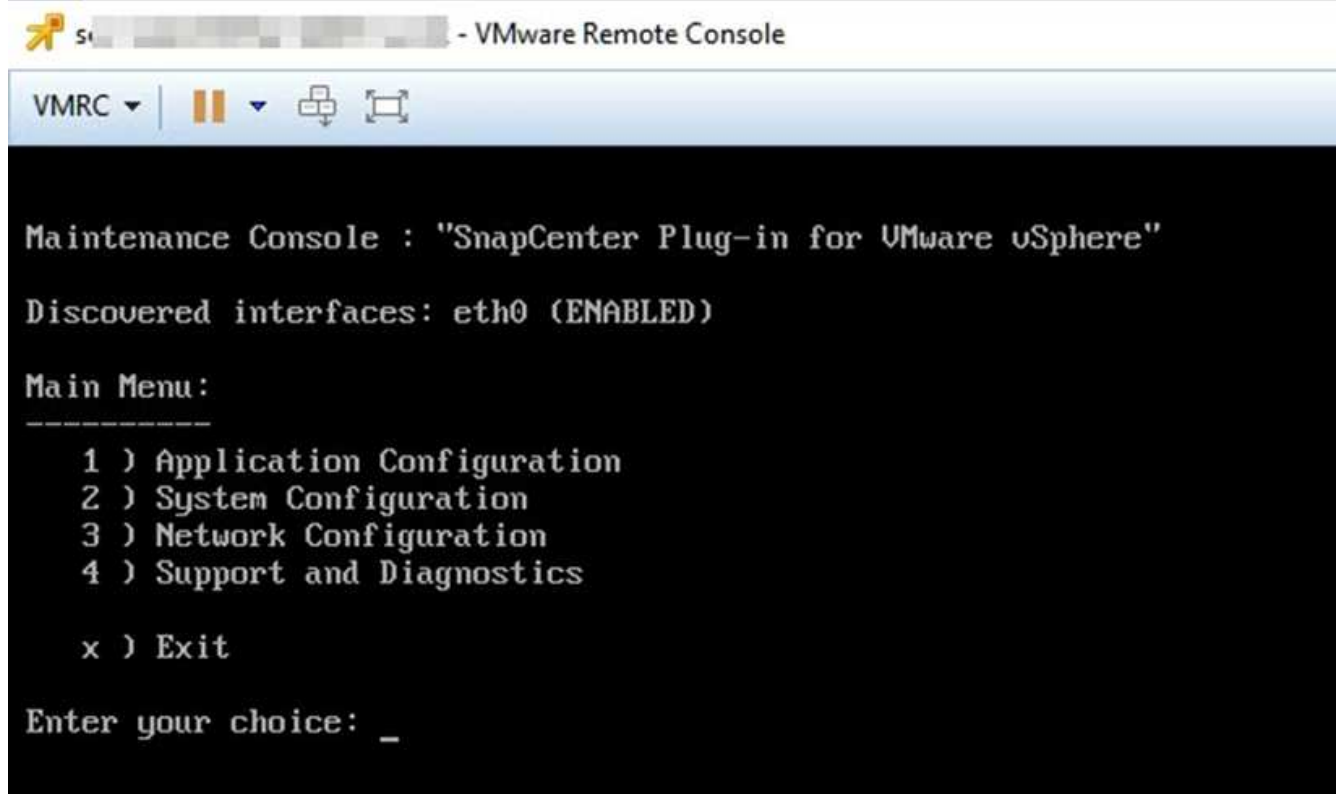 - VMware Remote Console
VMRC
Maintenance Console : "SnapCenter Plug-in for VMware vSphere"
Discovered interfaces: eth0 (ENABLED)
Main Menu:
----------
1 ) Application Configuration
2 ) System Configuration
3 ) Network Configuration
4 ) Support and Diagnostics
x ) Exit
Enter your choice: _